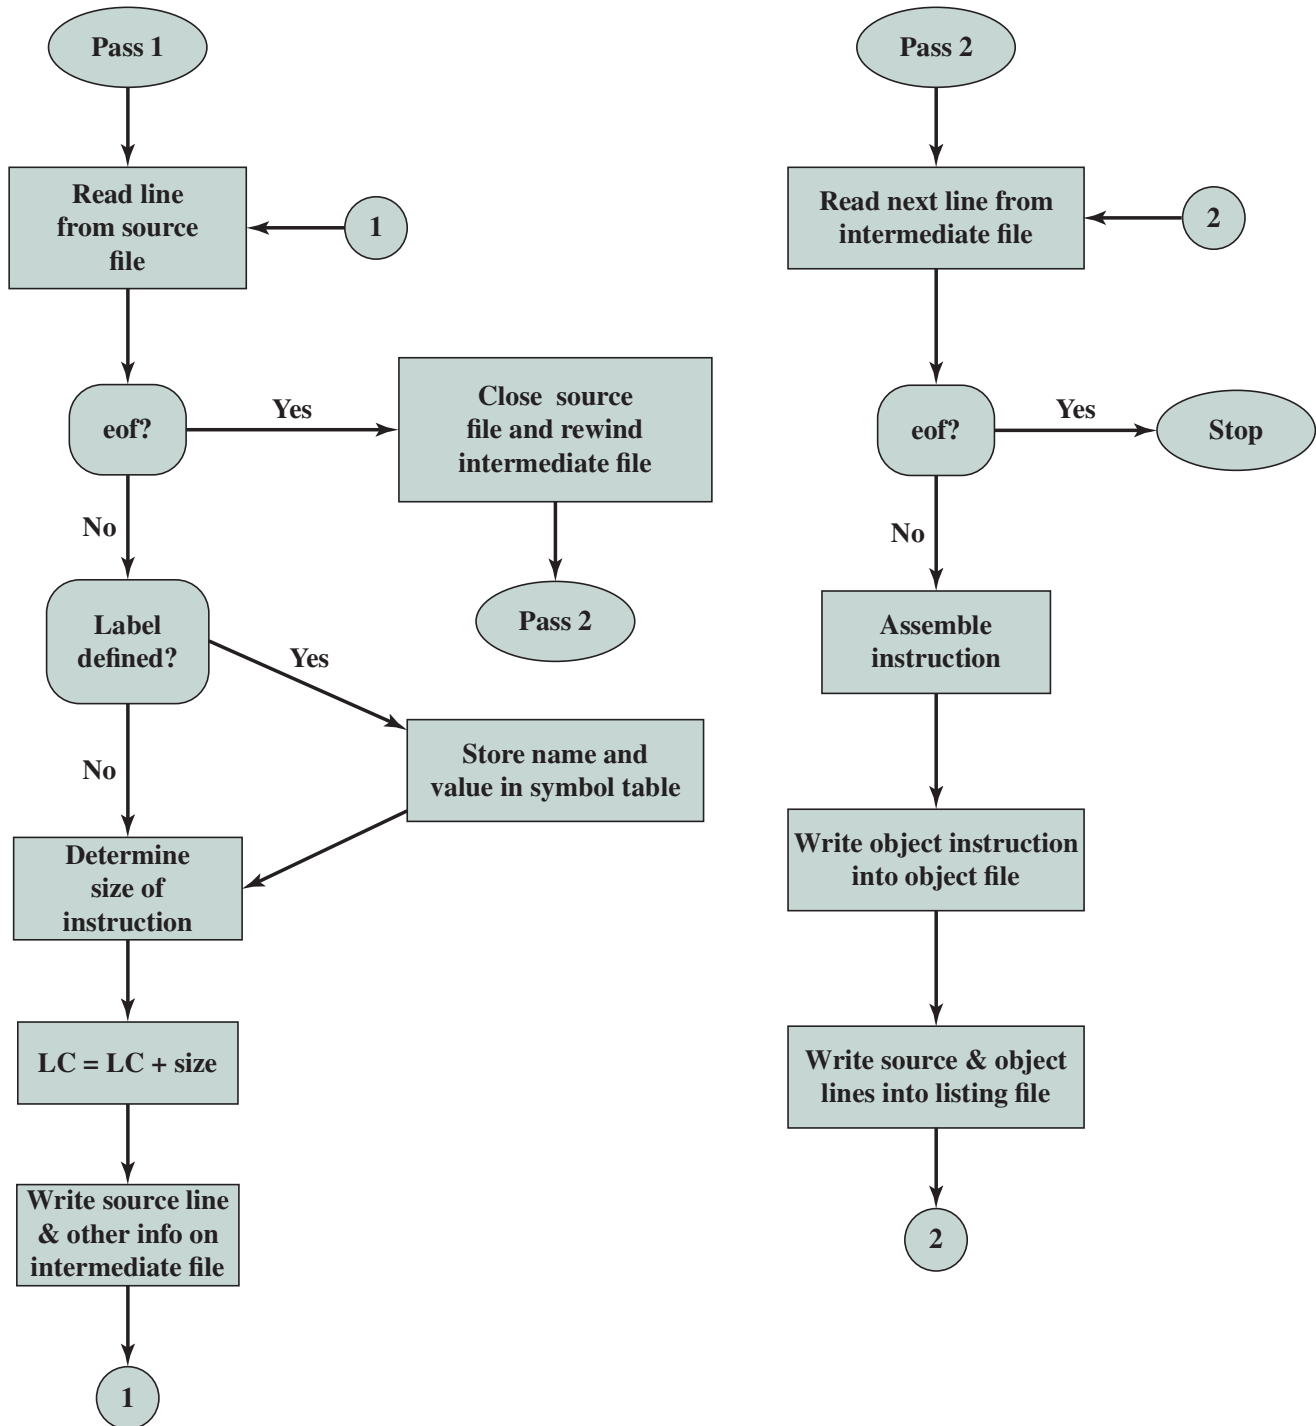 Pass 1
Read line
from source
file
1
eof?
Yes
Close source
file and rewind
intermediate file
Pass 2
No
Label
defined?
Yes
Store name and
value in symbol table
No
Determine
size of
instruction
LC = LC + size
Write source line
& other info on
intermediate file
1
Pass 2
Read next line from
intermediate file
2
eof?
Yes
Stop
No
Assemble
instruction
Write object instruction
into object file
Write source & object
lines into listing file
2